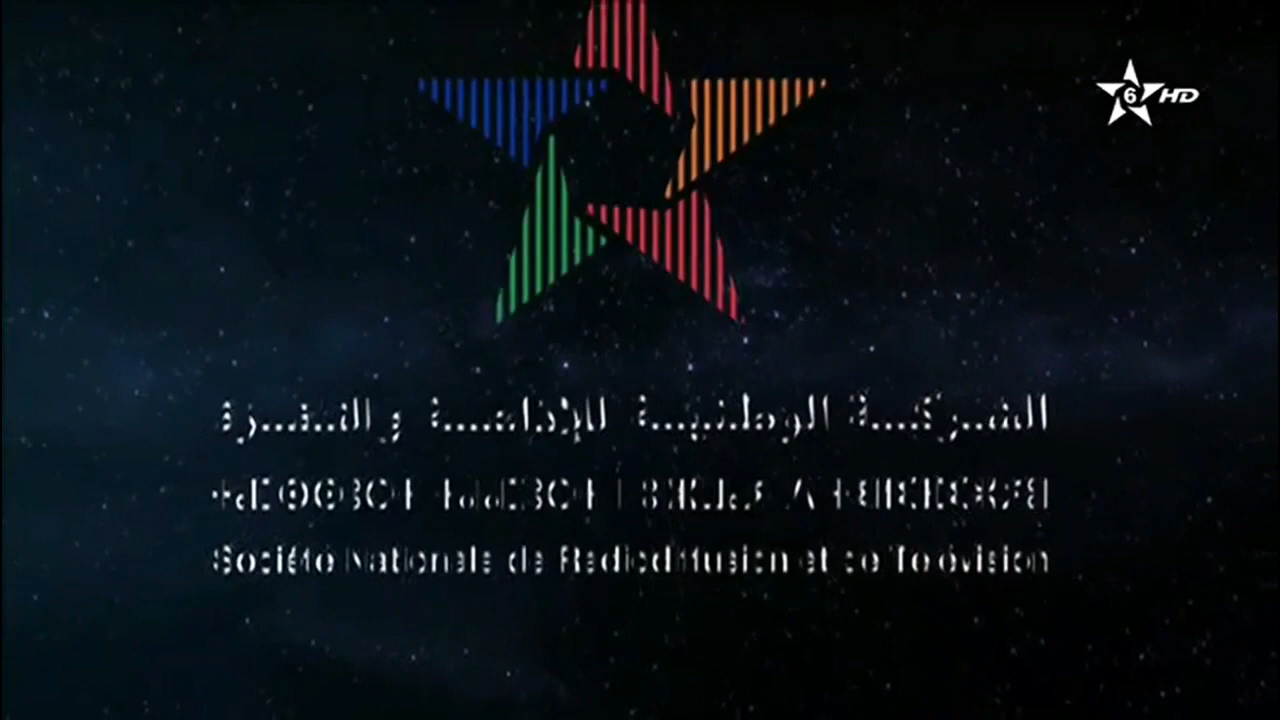 6 HD
الشركة الوطنية للإذاعة والتلفزة
Société Nationale de Radiodiffusion et de Télévision